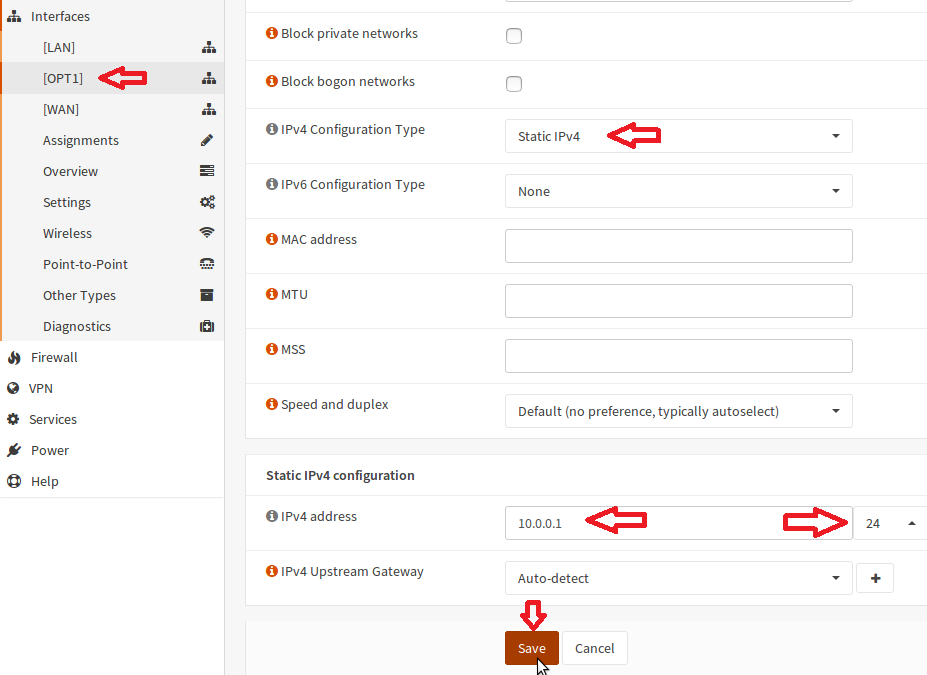 Interfaces
[LAN]
[OPT1]
[WAN]
Assignments
Overview
Settings
Wireless
Point-to-Point
Other Types
Diagnostics
Firewall
VPN
Services
Power
Help
Block private networks
Block bogon networks
IPv4 Configuration Type
Static IPv4
IPv6 Configuration Type
None
MAC address
MTU
MSS
Speed and duplex
Default (no preference, typically autoselect)
Static IPv4 configuration
IPv4 address
10.0.0.1
24
IPv4 Upstream Gateway
Auto-detect
Save
Cancel